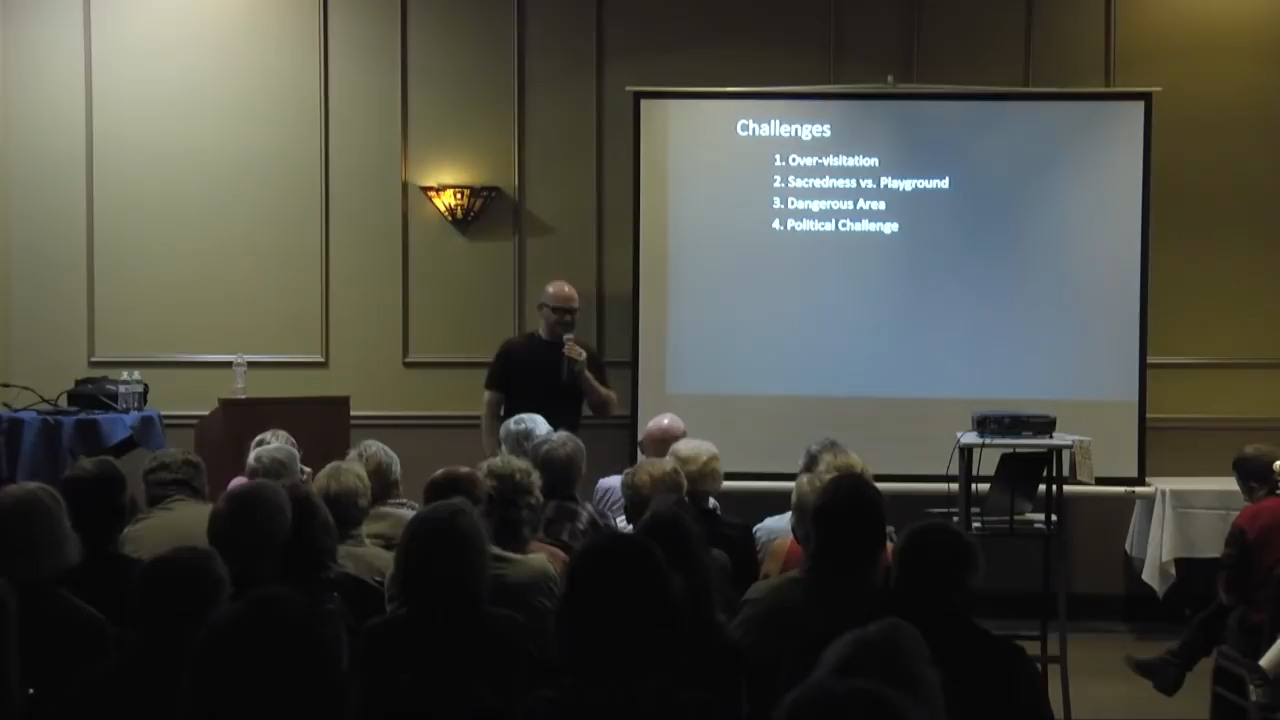 Challenges
1. Over-visitation
2. Sacredness vs. Playground
3. Dangerous Area
4. Political Challenge